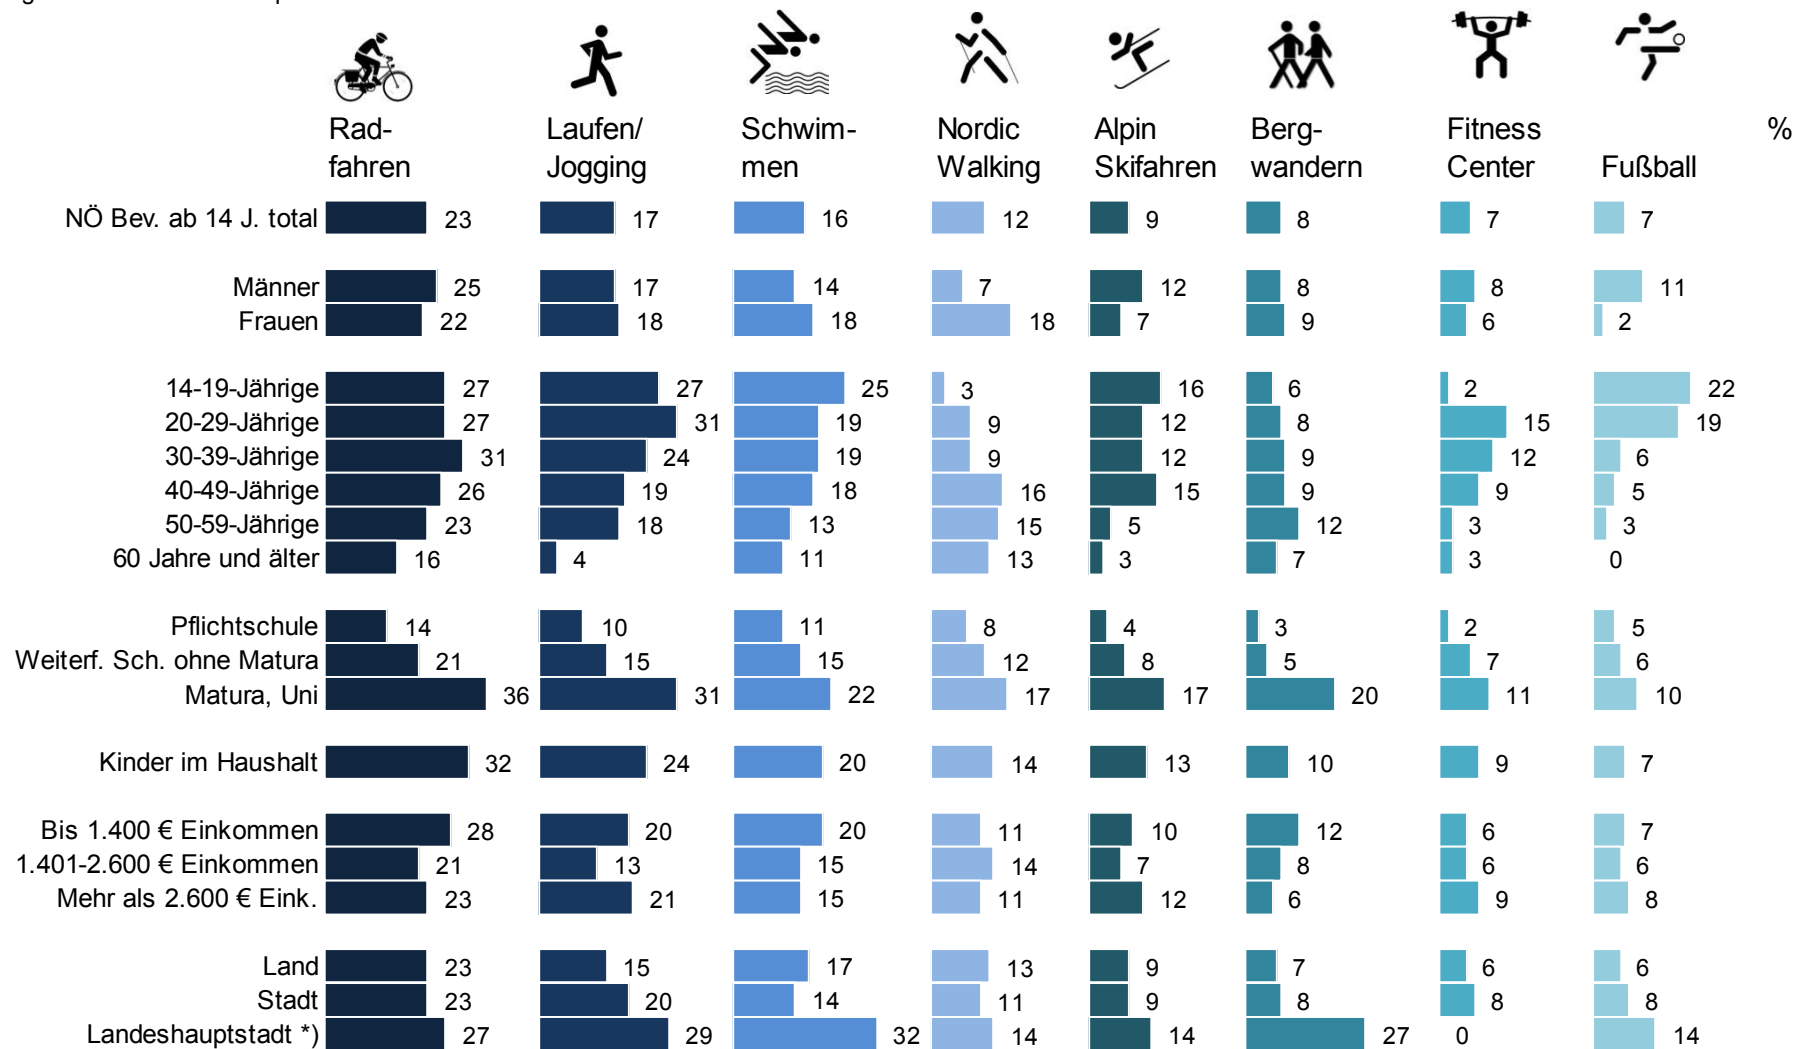 Rad-
fahren
Laufen/
Jogging
Schwim-
men
Nordic
Walking
Alpin
Skifahren
Berg-
wandern
Fitness
Center
Fußball
%
NÖ Bev. ab 14 J. total 23 17 16 12 9 8 7 7
Männer 25 17 14 7 12 8 8 11
Frauen 22 18 18 18 7 9 6 2
14-19-Jährige 27 27 25 3 16 6 2 22
20-29-Jährige 27 31 19 9 12 8 15 19
30-39-Jährige 31 24 19 9 12 9 12 6
40-49-Jährige 26 19 18 16 15 9 9 5
50-59-Jährige 23 18 13 15 5 12 3 3
60 Jahre und älter 16 4 11 13 3 7 3 0
Pflichtschule 14 10 11 8 4 3 2 5
Weiterf. Sch. ohne Matura 21 15 15 12 8 5 7 6
Matura, Uni 36 31 22 17 17 20 11 10
Kinder im Haushalt 32 24 20 14 13 10 9 7
Bis 1.400 € Einkommen 28 20 20 11 10 12 6 7
1.401-2.600 € Einkommen 21 13 15 14 7 8 6 6
Mehr als 2.600 € Eink. 23 21 15 11 12 6 9 8
Land 23 15 17 13 9 7 6 6
Stadt 23 20 14 11 9 8 8 8
Landeshauptstadt *) 27 29 32 14 14 27 0 14